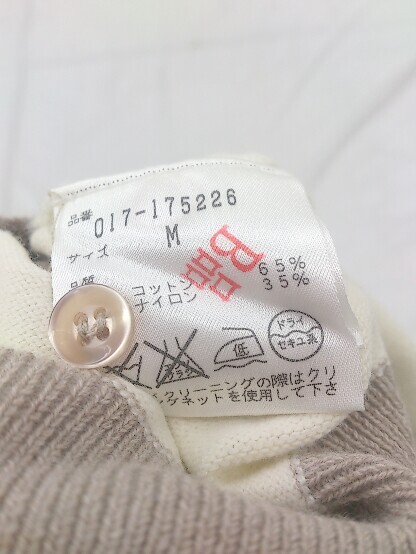 品番 017-175226
サイズ M
品質 コットン 65%
ナイロン 35%
B品
低
ドライ
セキユ系
クリーニングの際はクリ
ネットを使用して下さ